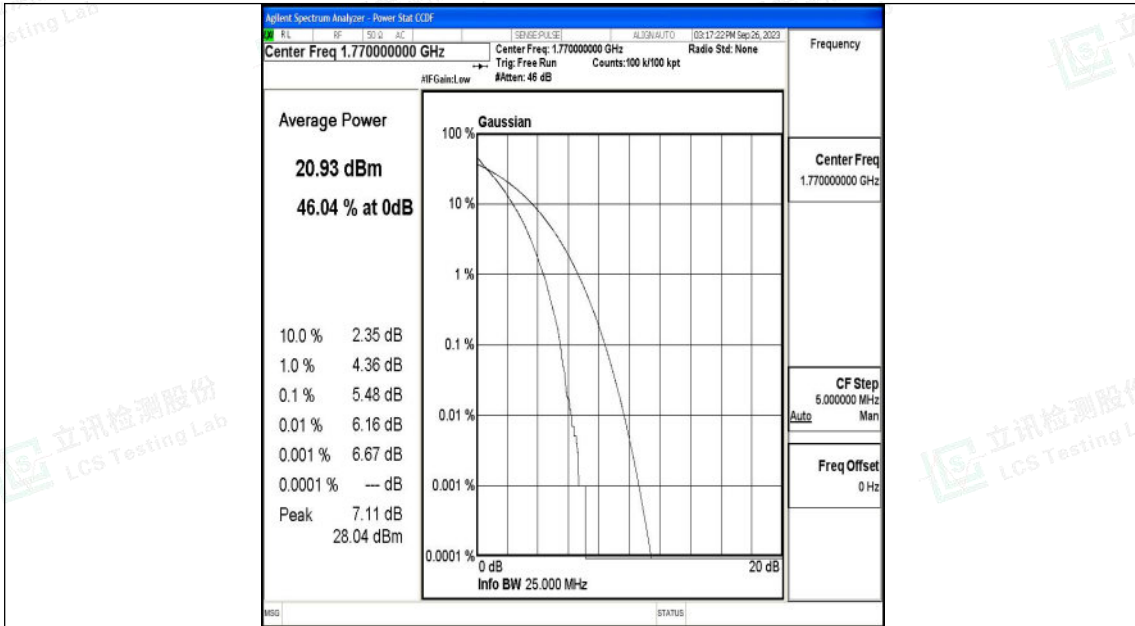 Agilent Spectrum Analyzer - Power Stat CCDF
RL RF 50 Ω AC SENSE:PULSE ALIGNAUTO 03:17:22 PM Sep 26, 2023
Center Freq 1.770000000 GHz
Center Freq: 1.770000000 GHz
Radio Std: None
Trig: Free Run Counts:100 k/100 kpt
#IFGain:Low #Atten: 46 dB
Frequency
Average Power
20.93 dBm
46.04 % at 0dB
10.0 % 2.35 dB
1.0 % 4.36 dB
0.1 % 5.48 dB
0.01 % 6.16 dB
0.001 % 6.67 dB
0.0001 % --- dB
Peak 7.11 dB
28.04 dBm
Gaussian
100 %
10 %
1 %
0.1 %
0.01 %
0.001 %
0.0001 %
0 dB 20 dB
Info BW 25.000 MHz
Center Freq
1.770000000 GHz
CF Step
5.000000 MHz
Auto Man
Freq Offset
0 Hz
MSG STATUS
sting Lab
立讯检测股份
LCS Testing Lab
立讯检测股份
LCS Testing L